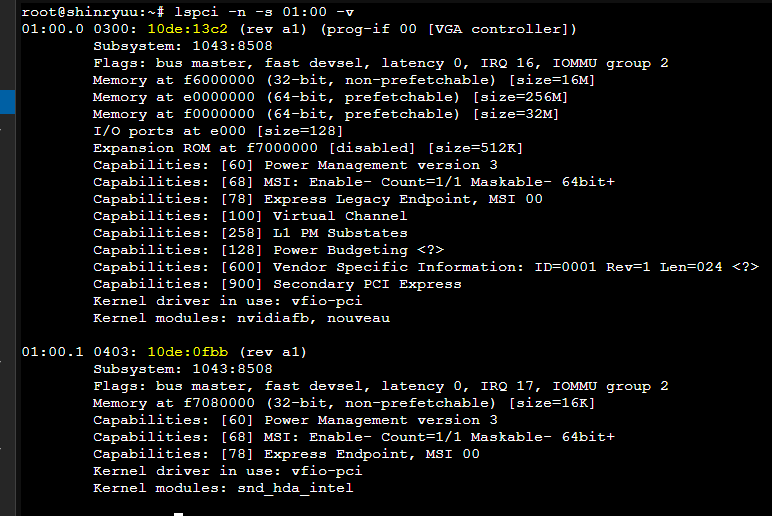 root@shinryuu:~# lspci -n -s 01:00 -v
01:00.0 0300: 10de:13c2 (rev a1) (prog-if 00 [VGA controller])
Subsystem: 1043:8508
Flags: bus master, fast devsel, latency 0, IRQ 16, IOMMU group 2
Memory at f6000000 (32-bit, non-prefetchable) [size=16M]
Memory at e0000000 (64-bit, prefetchable) [size=256M]
Memory at f0000000 (64-bit, prefetchable) [size=32M]
I/O ports at e000 [size=128]
Expansion ROM at f7000000 [disabled] [size=512K]
Capabilities: [60] Power Management version 3
Capabilities: [68] MSI: Enable- Count=1/1 Maskable- 64bit+
Capabilities: [78] Express Legacy Endpoint, MSI 00
Capabilities: [100] Virtual Channel
Capabilities: [258] L1 PM Substates
Capabilities: [128] Power Budgeting <?>
Capabilities: [600] Vendor Specific Information: ID=0001 Rev=1 Len=024 <?>
Capabilities: [900] Secondary PCI Express
Kernel driver in use: vfio-pci
Kernel modules: nvidiafb, nouveau
01:00.1 0403: 10de:0fbb (rev a1)
Subsystem: 1043:8508
Flags: bus master, fast devsel, latency 0, IRQ 17, IOMMU group 2
Memory at f7080000 (32-bit, non-prefetchable) [size=16K]
Capabilities: [60] Power Management version 3
Capabilities: [68] MSI: Enable- Count=1/1 Maskable- 64bit+
Capabilities: [78] Express Endpoint, MSI 00
Kernel driver in use: vfio-pci
Kernel modules: snd_hda_intel